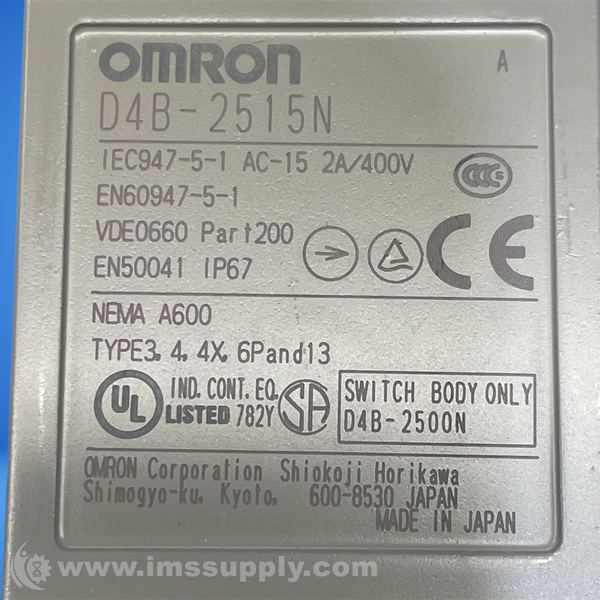 OMRON
A
D4B-2515N
IEC947-5-1 AC-15 2A/400V
CCC
EN60947-5-1
VDE0660 Part200
EN50041 IP67
CE
NEMA A600
TYPE3, 4, 4X, 6Pand13
UL
IND. CONT. EQ.
LISTED 782Y
SA
SWITCH BODY ONLY
D4B-2500N
OMRON Corporation Shiokoji Horikawa
Shimogyo-ku, Kyoto, 600-8530 JAPAN
MADE IN JAPAN
www.imssupply.com